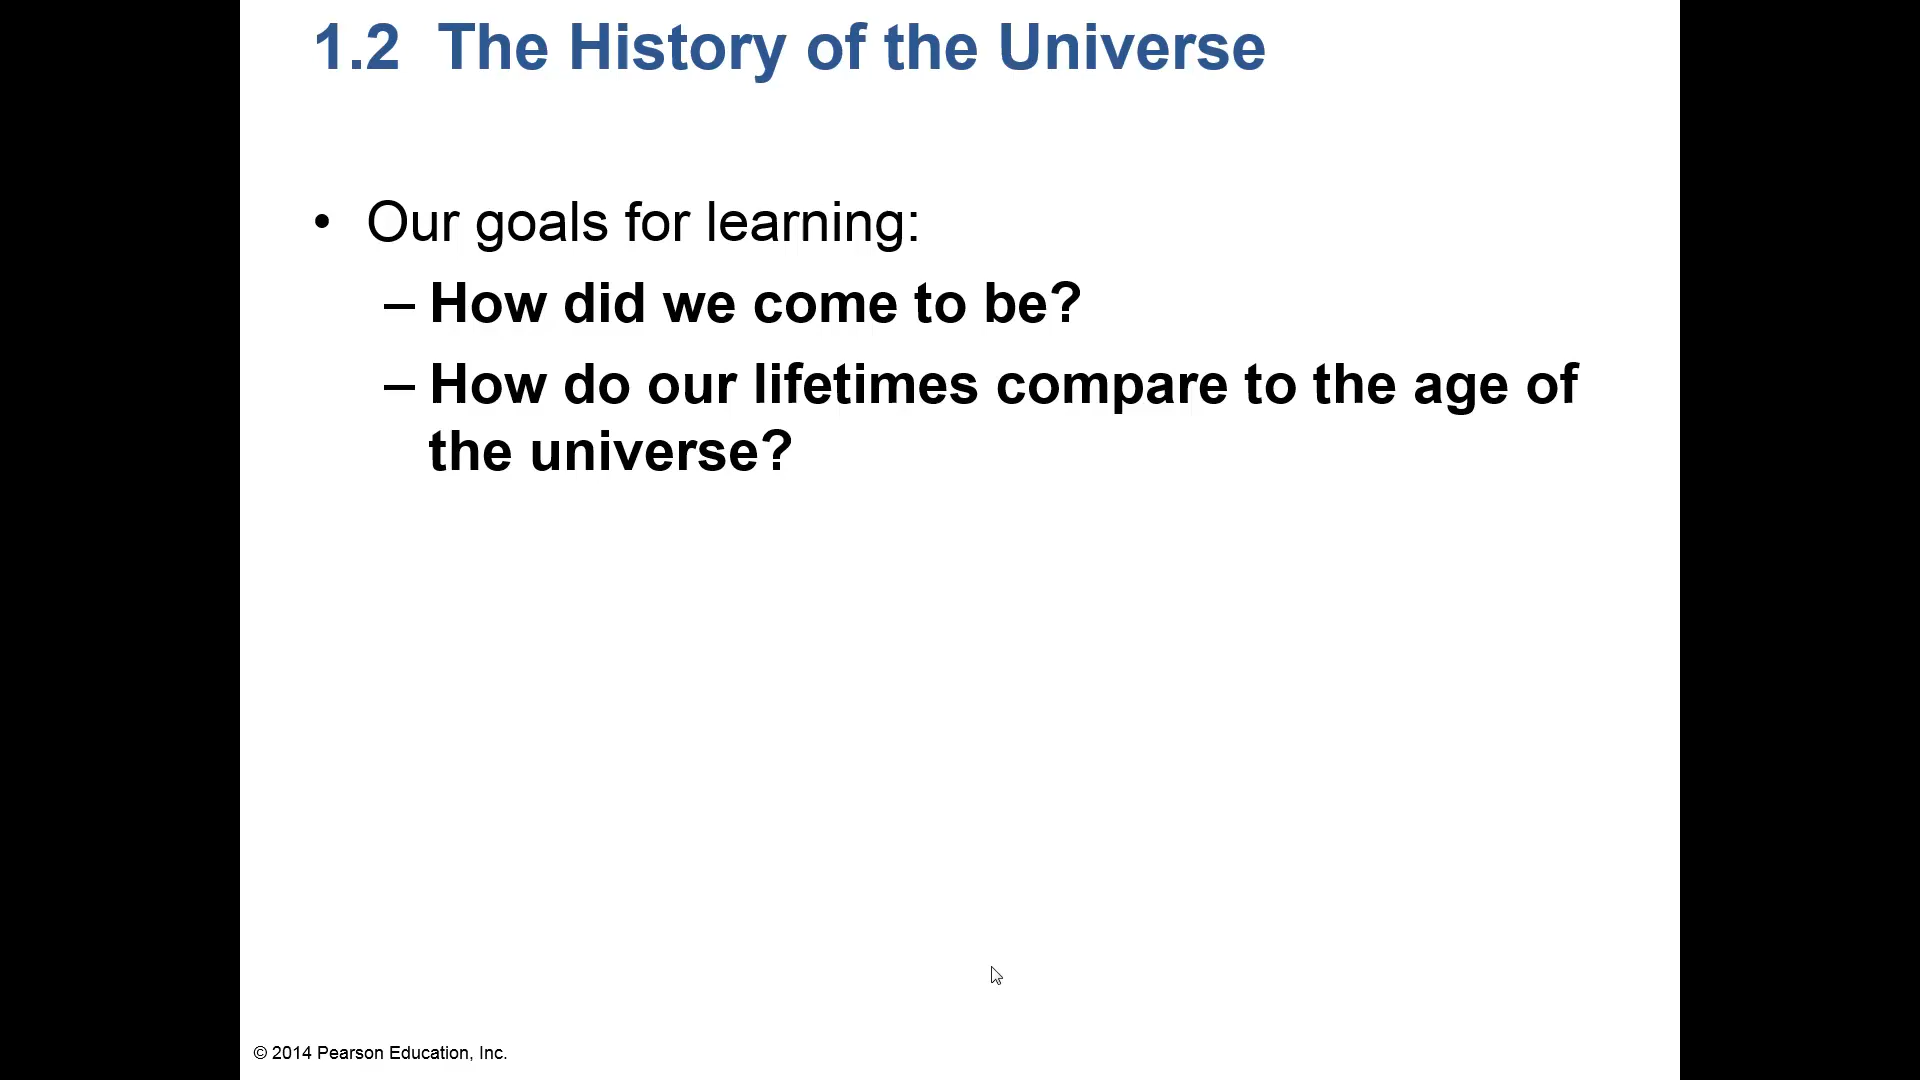 1.2 The History of the Universe
• Our goals for learning:
– How did we come to be?
– How do our lifetimes compare to the age of
the universe?
© 2014 Pearson Education, Inc.